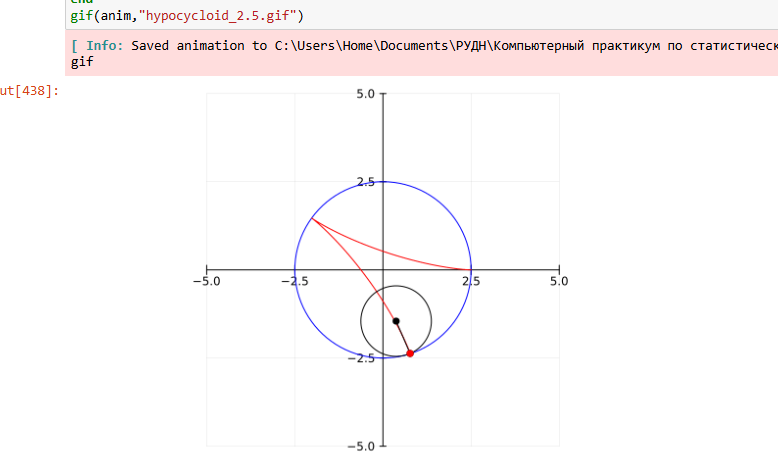 end
gif(anim,"hypocycloid_2.5.gif")
[ Info: Saved animation to C:\Users\Home\Documents\РУДН\Компьютерный практикум по статистическ
gif
ut[438]:
5.0
2.5
−5.0 −2.5 2.5 5.0
−2.5
−5.0